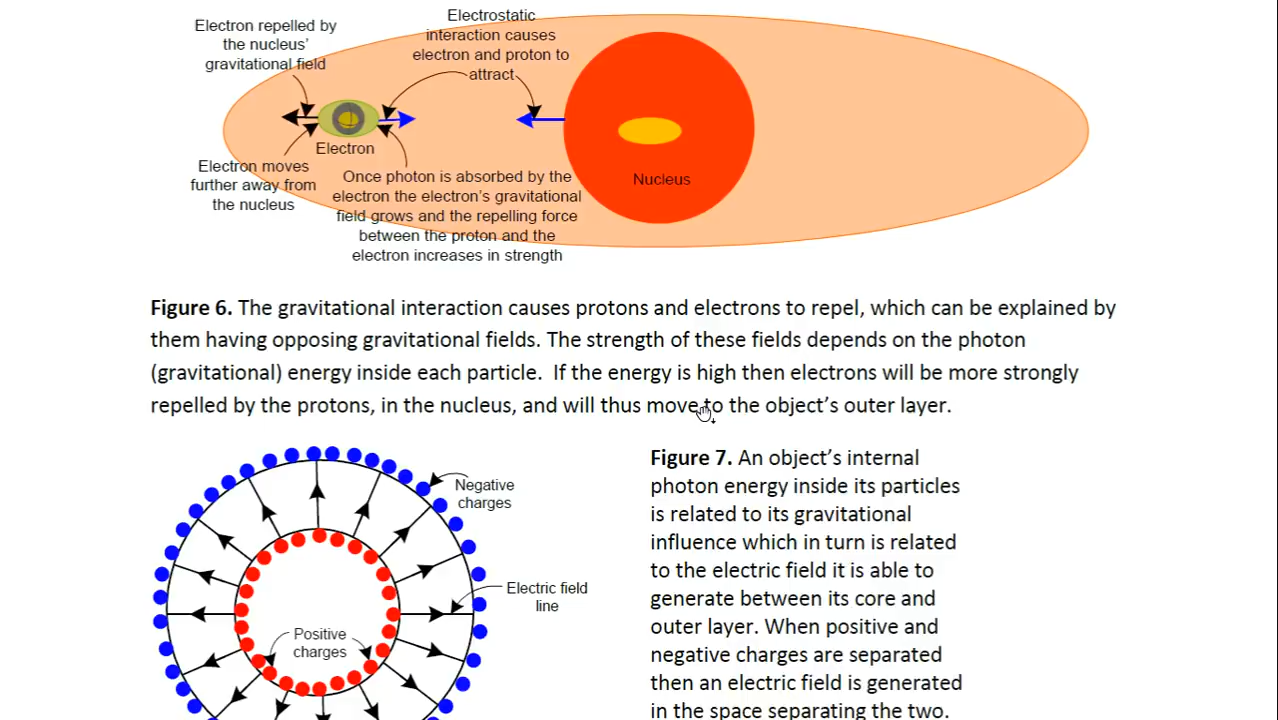 Electron repelled by
the nucleus'
gravitational field
Electrostatic
interaction causes
electron and proton to
attract
Electron
Electron moves
further away from
the nucleus
Once photon is absorbed by the
electron the electron's gravitational
field grows and the repelling force
between the proton and the
electron increases in strength
Nucleus
Figure 6. The gravitational interaction causes protons and electrons to repel, which can be explained by
them having opposing gravitational fields. The strength of these fields depends on the photon
(gravitational) energy inside each particle. If the energy is high then electrons will be more strongly
repelled by the protons, in the nucleus, and will thus move to the object's outer layer.
Negative
charges
Electric field
line
Positive
charges
Figure 7. An object's internal
photon energy inside its particles
is related to its gravitational
influence which in turn is related
to the electric field it is able to
generate between its core and
outer layer. When positive and
negative charges are separated
then an electric field is generated
in the space separating the two.